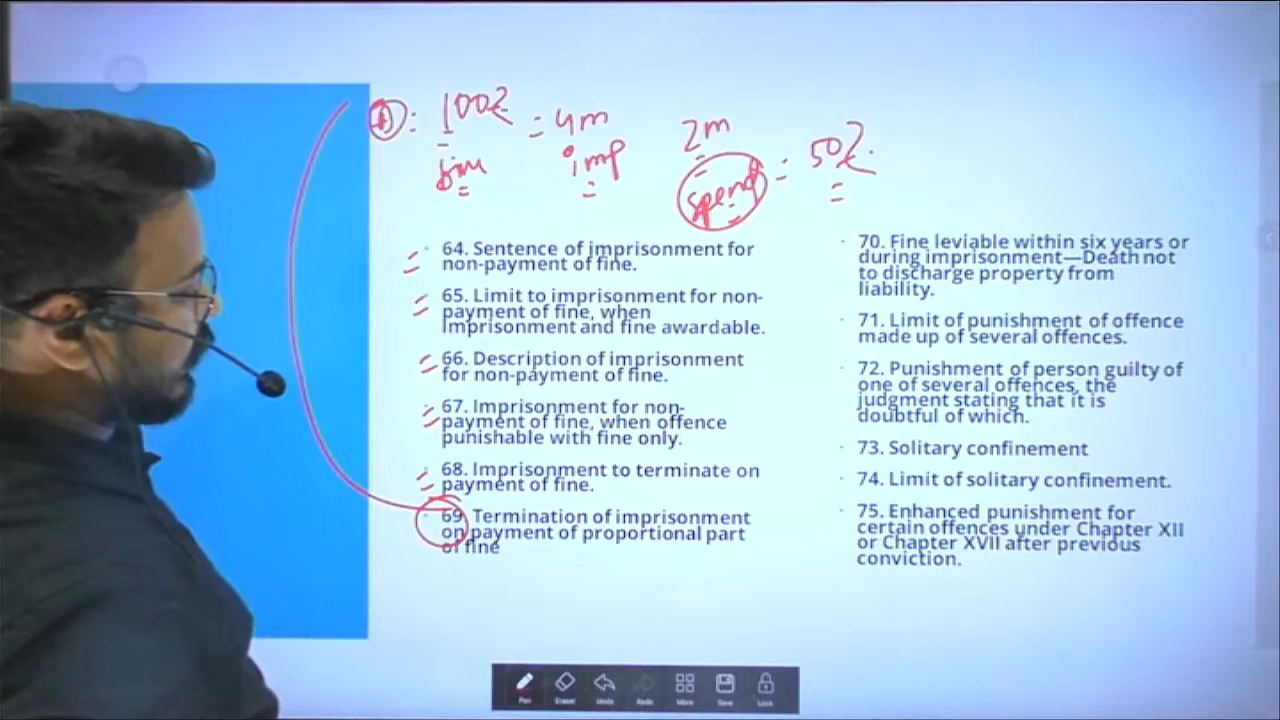 A : 100₹ = 4m 2m
fine imp spend = 50₹.
64. Sentence of imprisonment for
non-payment of fine.
65. Limit to imprisonment for non-
payment of fine, when
imprisonment and fine awardable.
66. Description of imprisonment
for non-payment of fine.
67. Imprisonment for non-
payment of fine, when offence
punishable with fine only.
68. Imprisonment to terminate on
payment of fine.
69. Termination of imprisonment
on payment of proportional part
of fine
70. Fine leviable within six years or
during imprisonment—Death not
to discharge property from
liability.
71. Limit of punishment of offence
made up of several offences.
72. Punishment of person guilty of
one of several offences, the
judgment stating that it is
doubtful of which.
73. Solitary confinement
74. Limit of solitary confinement.
75. Enhanced punishment for
certain offences under Chapter XII
or Chapter XVII after previous
conviction.
Pen Eraser Undo Redo More Save Lock